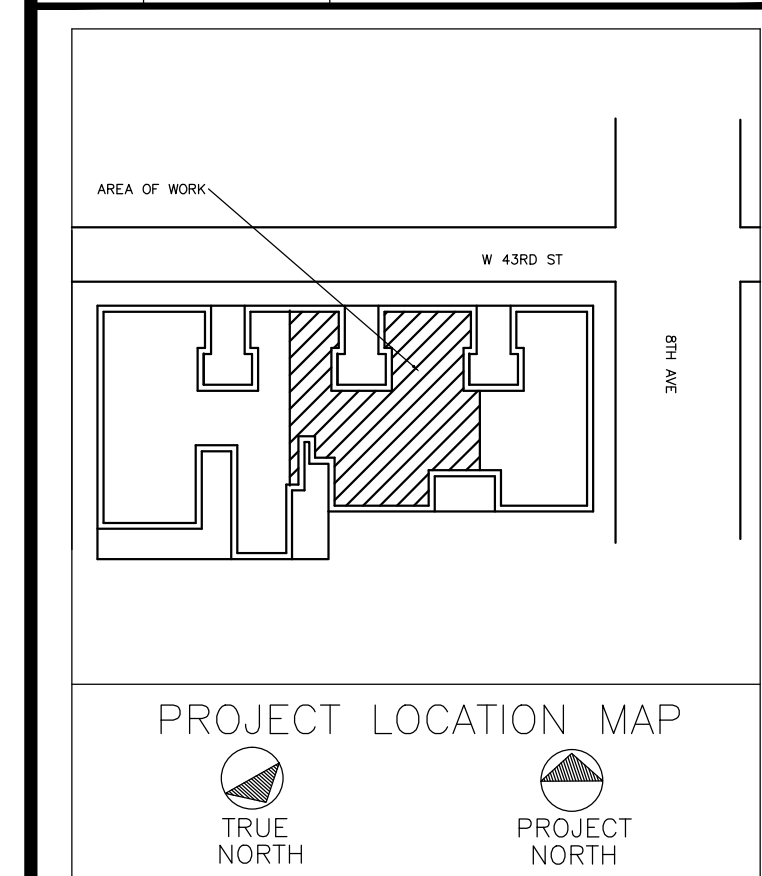 AREA OF WORK
W 43RD ST
8TH AVE
PROJECT LOCATION MAP
TRUE
NORTH
PROJECT
NORTH